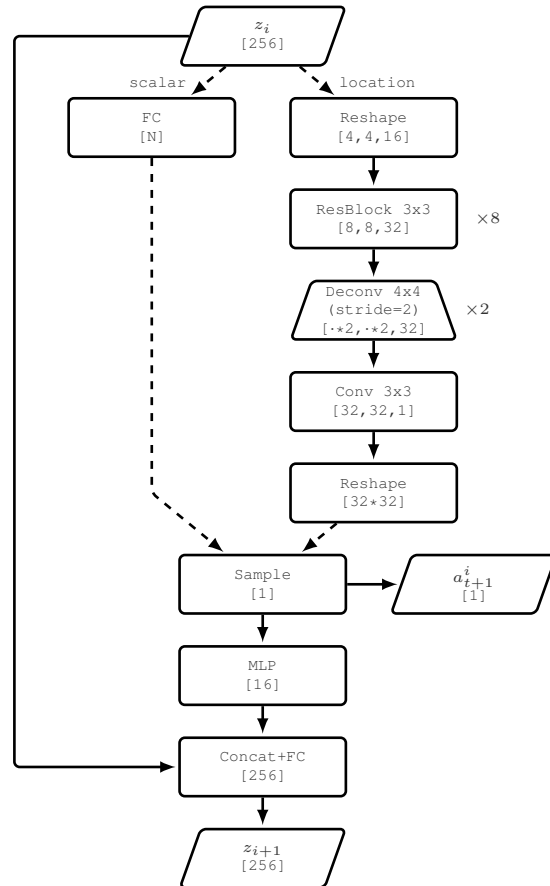 z_i
[256]
scalar
location
FC
[N]
Reshape
[4,4,16]
ResBlock 3x3
[8,8,32]
×8
Deconv 4x4
(stride=2)
[·*2,·*2,32]
×2
Conv 3x3
[32,32,1]
Reshape
[32*32]
Sample
[1]
a^i_{t+1}
[1]
MLP
[16]
Concat+FC
[256]
z_{i+1}
[256]